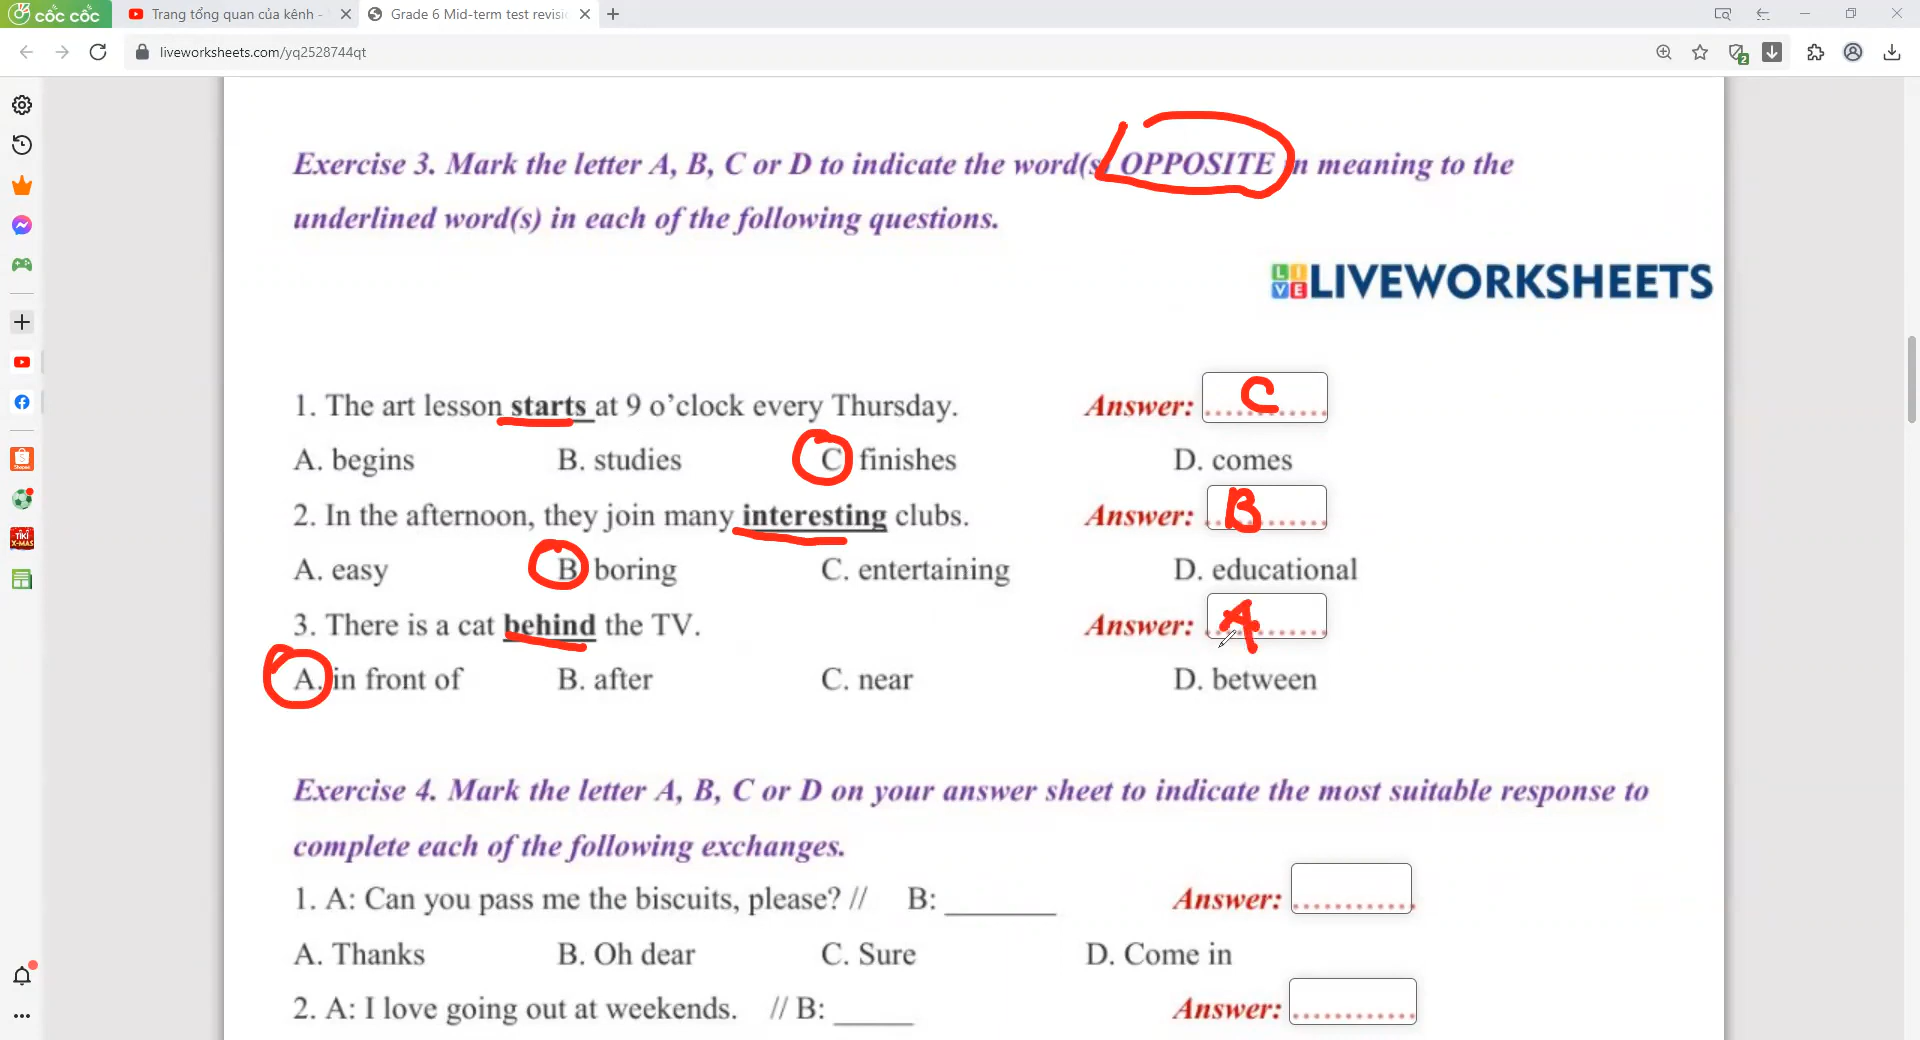 cốc cốc
Trang tổng quan của kênh -
Grade 6 Mid-term test revisi
liveworksheets.com/yq2528744qt
2
Exercise 3. Mark the letter A, B, C or D to indicate the word(s) OPPOSITE in meaning to the
underlined word(s) in each of the following questions.
LIVE LIVEWORKSHEETS
1. The art lesson starts at 9 o’clock every Thursday. Answer: C
A. begins B. studies C finishes D. comes
2. In the afternoon, they join many interesting clubs. Answer: B
A. easy B boring C. entertaining D. educational
3. There is a cat behind the TV. Answer: A
A. in front of B. after C. near D. between
Exercise 4. Mark the letter A, B, C or D on your answer sheet to indicate the most suitable response to
complete each of the following exchanges.
1. A: Can you pass me the biscuits, please? // B: ________ Answer: ............
A. Thanks B. Oh dear C. Sure D. Come in
2. A: I love going out at weekends. // B: ______ Answer: ............
Shopee
TIKI
X-MAS